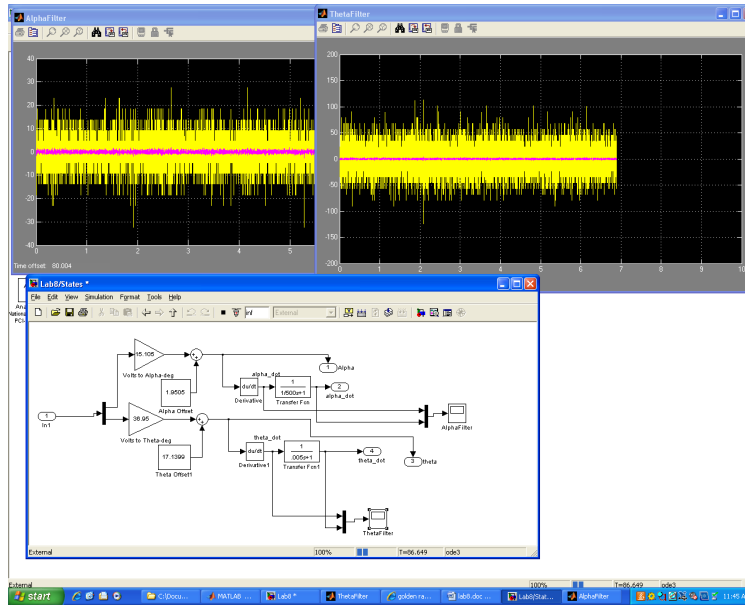 AlphaFilter
40
30
20
10
0
-10
-20
-30
-40
0 1 2 3 4 5
Time offset: 80.004
ThetaFilter
200
150
100
50
0
-50
-100
-150
-200
0 1 2 3 4 5 6 7 8 9 10
Lab8/States *
File Edit View Simulation Format Tools Help
inf
External
15.105
Volts to Alpha-deg
1.9505
Alpha Offset
1
In1
36.95
Volts to Theta-deg
17.1399
Theta Offset1
alpha_dot
du/dt
Derivative
1
1/500s+1
Transfer Fcn
1
Alpha
2
alpha_dot
AlphaFilter
theta_dot
du/dt
Derivative1
1
.005s+1
Transfer Fcn1
4
theta_dot
3
theta
ThetaFilter
External 100% T=86.649 ode3
External 100% T=86.649 ode3
start C:\Docu... MATLAB ... Lab8 * ThetaFilter golden ra... lab8.doc ... Lab8/Stat... AlphaFilter 11:45 A